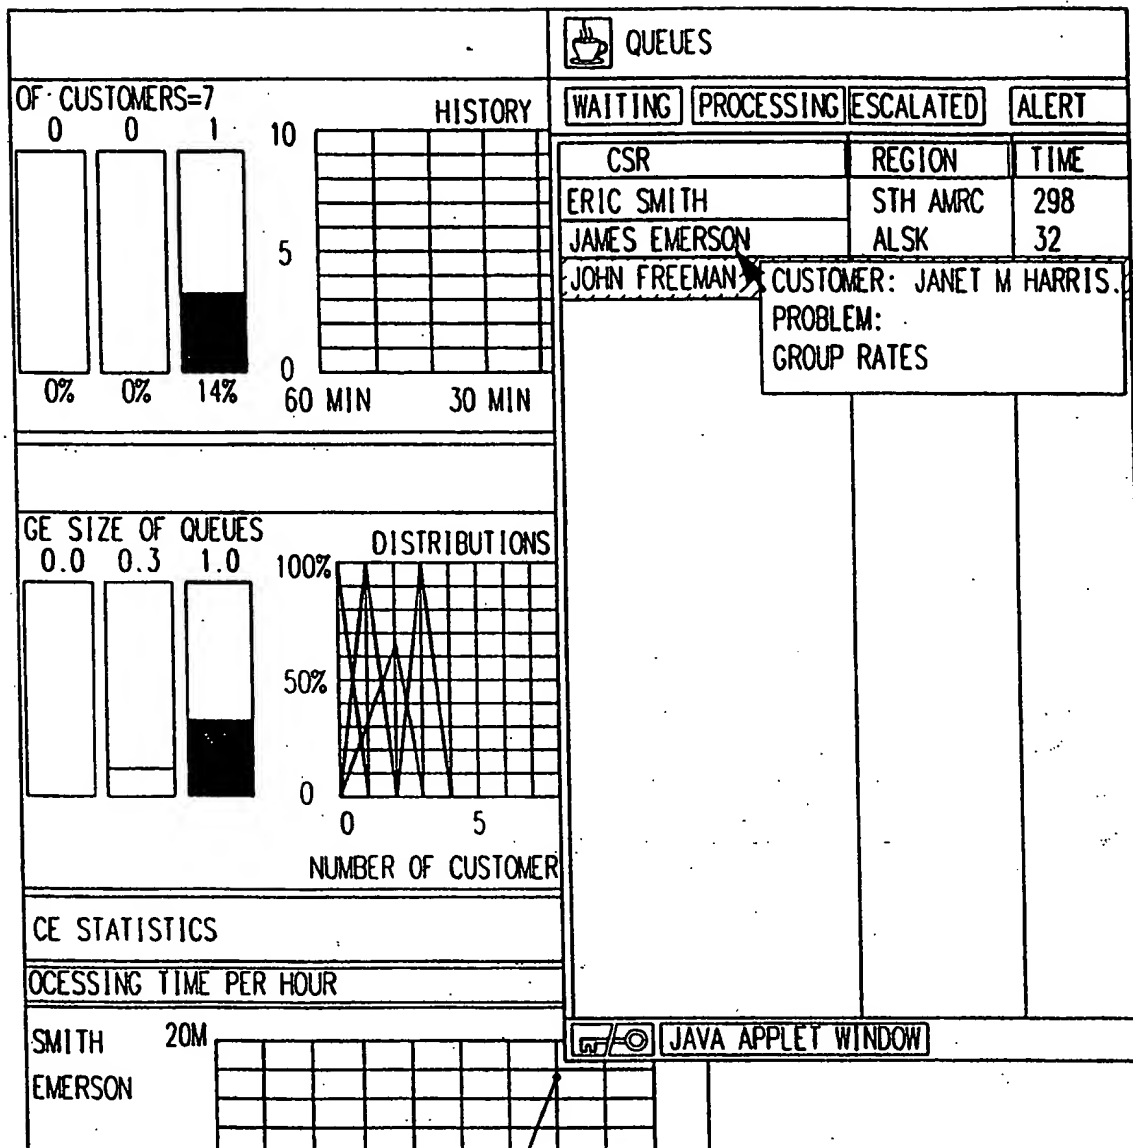 QUEUES
OF CUSTOMERS=7
0 0 1
HISTORY
10
5
0
0% 0% 14%
60 MIN 30 MIN
WAITING PROCESSING ESCALATED ALERT
CSR REGION TIME
ERIC SMITH STH AMRC 298
JAMES EMERSON ALSK 32
JOHN FREEMAN
CUSTOMER: JANET M HARRIS.
PROBLEM:
GROUP RATES
GE SIZE OF QUEUES
0.0 0.3 1.0
DISTRIBUTIONS
100%
50%
0
0 5
NUMBER OF CUSTOMER
CE STATISTICS
OCESSING TIME PER HOUR
SMITH 20M
EMERSON
JAVA APPLET WINDOW